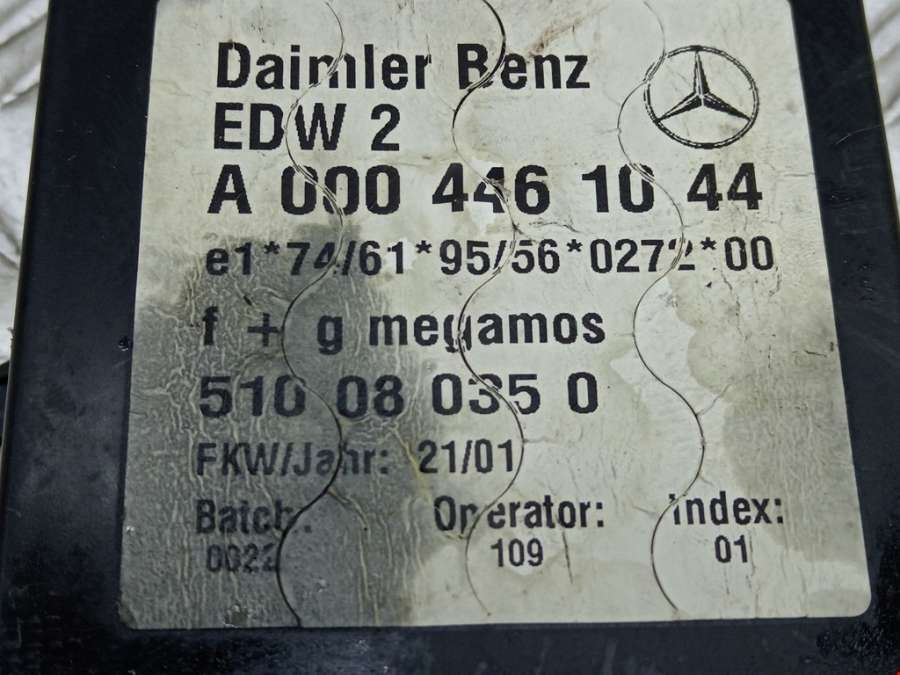 Daimler Benz
EDW 2
A 000 446 10 44
e1*74/61*95/56*0272*00
f + g megamos
510 08 035 0
FKW/Jahr: 21/01
Batch: Operator: Index:
0022 109 01